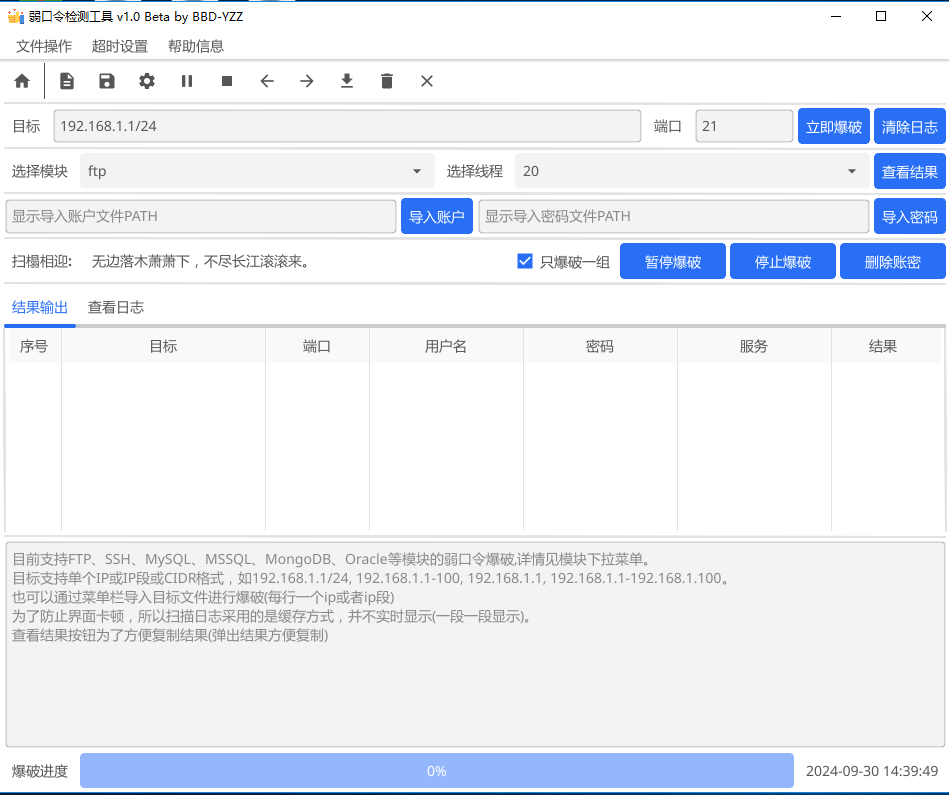 弱口令检测工具 v1.0 Beta by BBD-YZZ
文件操作 超时设置 帮助信息
目标 192.168.1.1/24 端口 21 立即爆破 清除日志
选择模块 ftp 选择线程 20 查看结果
显示导入账户文件PATH 导入账户 显示导入密码文件PATH 导入密码
扫榻相迎: 无边落木萧萧下，不尽长江滚滚来。 只爆破一组 暂停爆破 停止爆破 删除账密
结果输出 查看日志
序号 目标 端口 用户名 密码 服务 结果
目前支持FTP、SSH、MySQL、MSSQL、MongoDB、Oracle等模块的弱口令爆破,详情见模块下拉菜单。
目标支持单个IP或IP段或CIDR格式，如192.168.1.1/24, 192.168.1.1-100, 192.168.1.1, 192.168.1.1-192.168.1.100。
也可以通过菜单栏导入目标文件进行爆破(每行一个ip或者ip段)
为了防止界面卡顿，所以扫描日志采用的是缓存方式，并不实时显示(一段一段显示)。
查看结果按钮为了方便复制结果(弹出结果方便复制)
爆破进度 0% 2024-09-30 14:39:49